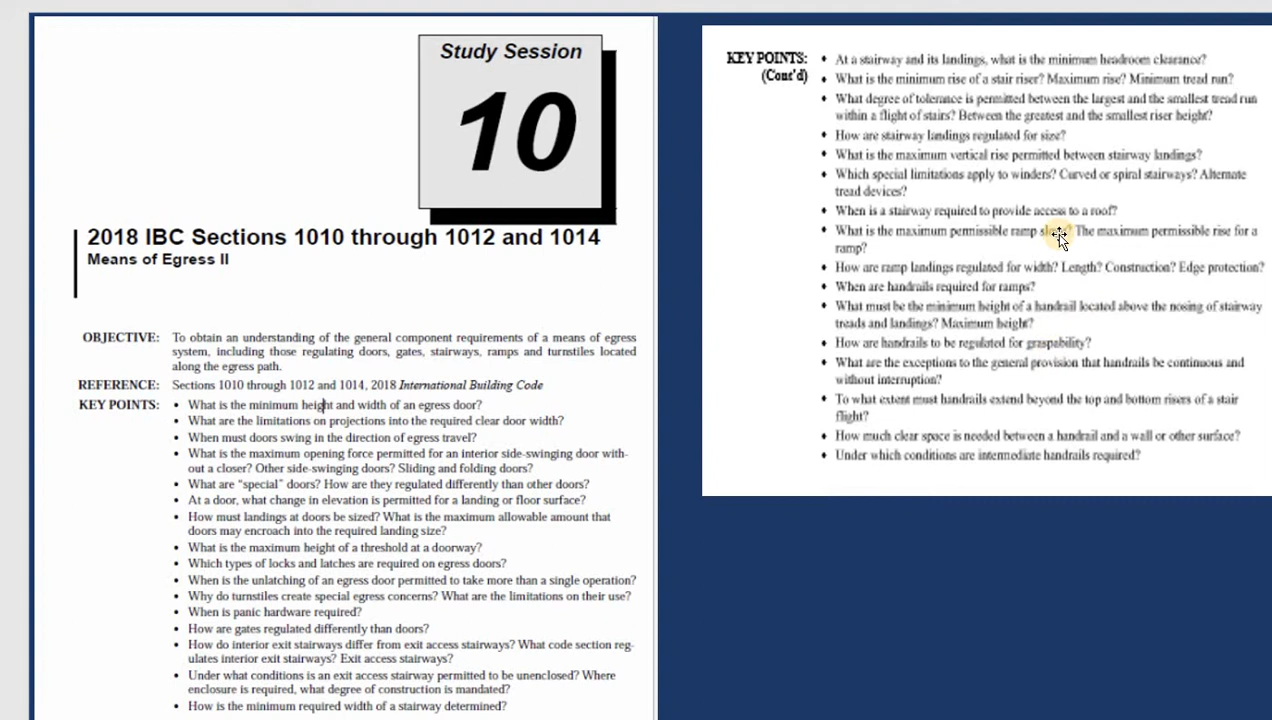 Study Session
10
2018 IBC Sections 1010 through 1012 and 1014
Means of Egress II
OBJECTIVE: To obtain an understanding of the general component requirements of a means of egress
system, including those regulating doors, gates, stairways, ramps and turnstiles located
along the egress path.
REFERENCE: Sections 1010 through 1012 and 1014, 2018 International Building Code
KEY POINTS: • What is the minimum height and width of an egress door?
• What are the limitations on projections into the required clear door width?
• When must doors swing in the direction of egress travel?
• What is the maximum opening force permitted for an interior side-swinging door with-
out a closer? Other side-swinging doors? Sliding and folding doors?
• What are “special” doors? How are they regulated differently than other doors?
• At a door, what change in elevation is permitted for a landing or floor surface?
• How must landings at doors be sized? What is the maximum allowable amount that
doors may encroach into the required landing size?
• What is the maximum height of a threshold at a doorway?
• Which types of locks and latches are required on egress doors?
• When is the unlatching of an egress door permitted to take more than a single operation?
• Why do turnstiles create special egress concerns? What are the limitations on their use?
• When is panic hardware required?
• How are gates regulated differently than doors?
• How do interior exit stairways differ from exit access stairways? What code section reg-
ulates interior exit stairways? Exit access stairways?
• Under what conditions is an exit access stairway permitted to be unenclosed? Where
enclosure is required, what degree of construction is mandated?
• How is the minimum required width of a stairway determined?
KEY POINTS: ♦ At a stairway and its landings, what is the minimum headroom clearance?
(Cont'd) ♦ What is the minimum rise of a stair riser? Maximum rise? Minimum tread run?
♦ What degree of tolerance is permitted between the largest and the smallest tread run
within a flight of stairs? Between the greatest and the smallest riser height?
♦ How are stairway landings regulated for size?
♦ What is the maximum vertical rise permitted between stairway landings?
♦ Which special limitations apply to winders? Curved or spiral stairways? Alternate
tread devices?
♦ When is a stairway required to provide access to a roof?
♦ What is the maximum permissible ramp The maximum permissible rise for a
ramp?
♦ How are ramp landings regulated for width? Length? Construction? Edge protection?
♦ When are handrails required for ramps?
♦ What must be the minimum height of a handrail located above the nosing of stairway
treads and landings? Maximum height?
♦ How are handrails to be regulated for graspability?
♦ What are the exceptions to the general provision that handrails be continuous and
without interruption?
♦ To what extent must handrails extend beyond the top and bottom risers of a stair
flight?
♦ How much clear space is needed between a handrail and a wall or other surface?
♦ Under which conditions are intermediate handrails required?